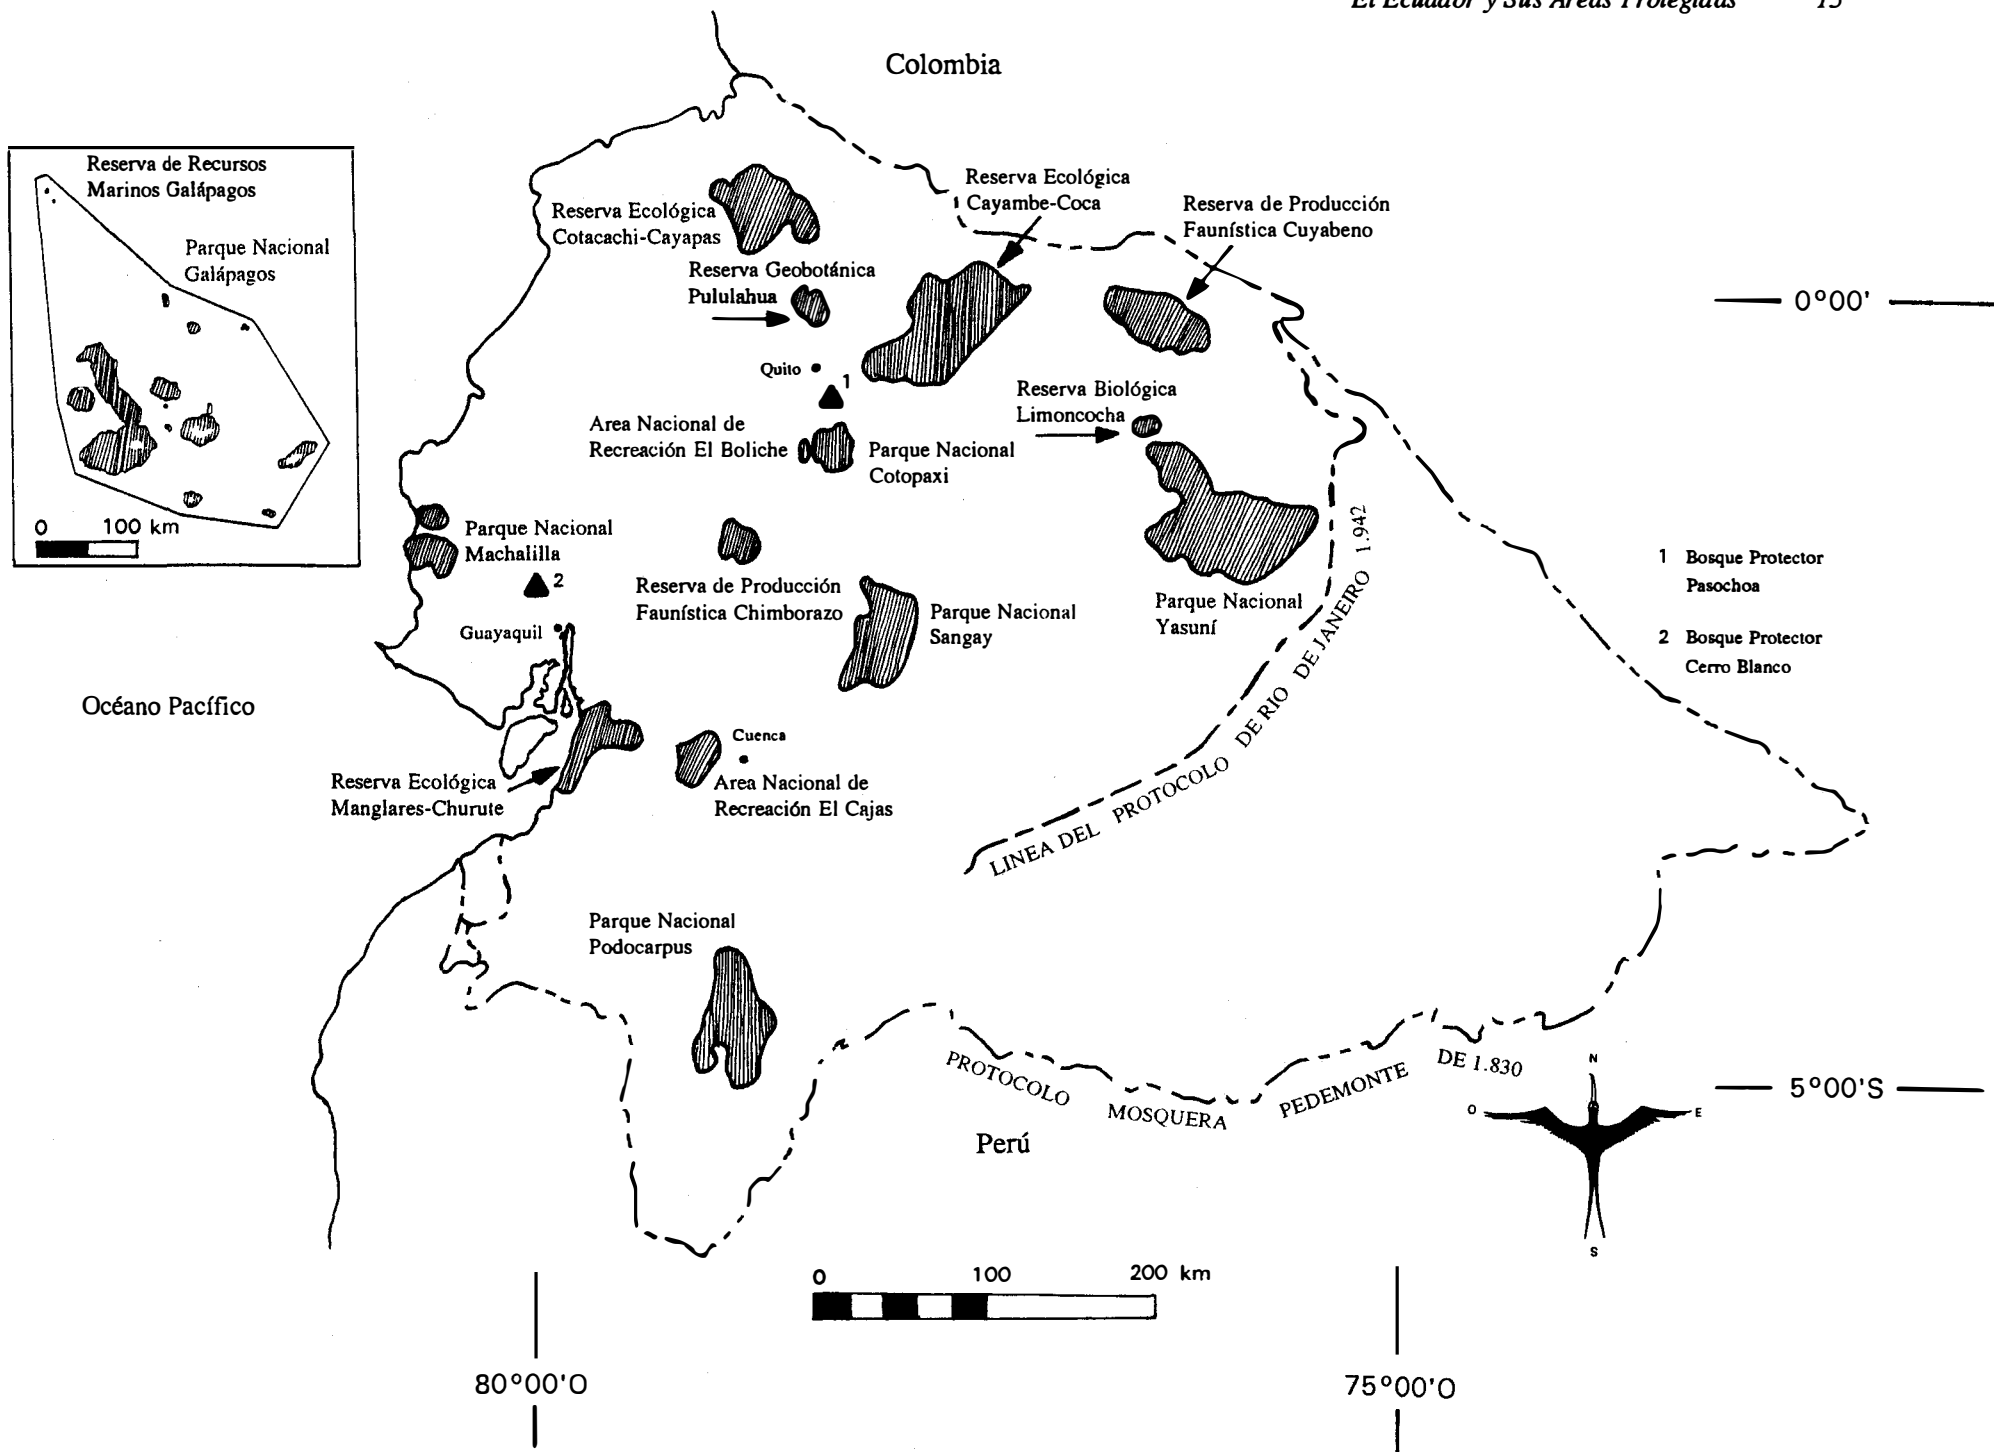 El Ecuador y Sus Areas Protegidas 15
Colombia
Reserva de Recursos
Marinos Galápagos
Parque Nacional
Galápagos
0 100 km
Reserva Ecológica
Cotacachi-Cayapas
Reserva Ecológica
Cayambe-Coca
Reserva de Producción
Faunística Cuyabeno
Reserva Geobotánica
Pululahua
0°00'
Quito
1
Reserva Biológica
Limoncocha
Area Nacional de
Recreación El Boliche
Parque Nacional
Cotopaxi
Parque Nacional
Machalilla
2
Guayaquil
Reserva de Producción
Faunística Chimborazo
Parque Nacional
Sangay
Parque Nacional
Yasuní
1 Bosque Protector
Pasochoa
2 Bosque Protector
Cerro Blanco
LINEA DEL PROTOCOLO DE RIO DE JANEIRO 1.942
Océano Pacífico
Cuenca
Reserva Ecológica
Manglares-Churute
Area Nacional de
Recreación El Cajas
Parque Nacional
Podocarpus
PROTOCOLO MOSQUERA PEDEMONTE DE 1.830
Perú
N
O E
S
5°00'S
0 100 200 km
80°00'O
75°00'O